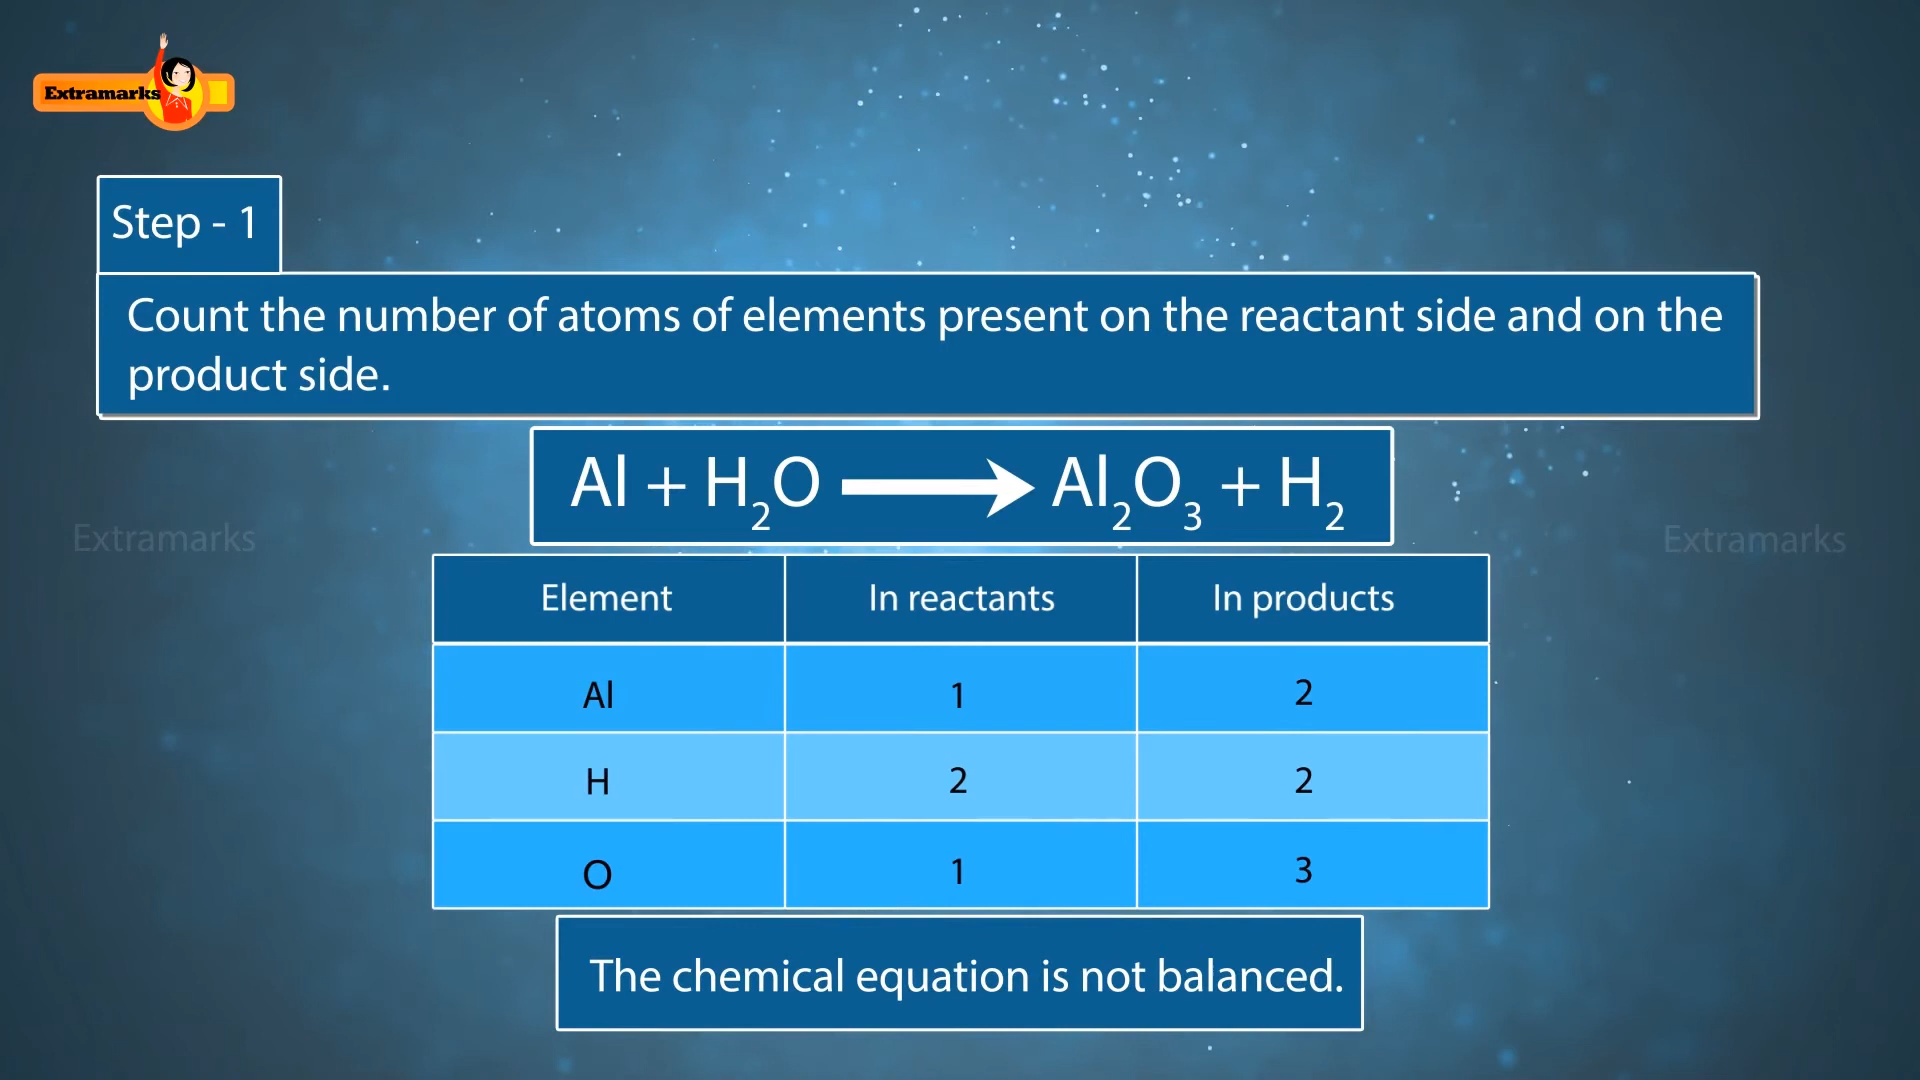 Extramarks
Step - 1
Count the number of atoms of elements present on the reactant side and on the
product side.
Al + H₂O ⟶ Al₂O₃ + H₂
Extramarks
Extramarks
Element In reactants In products
Al 1 2
H 2 2
O 1 3
The chemical equation is not balanced.